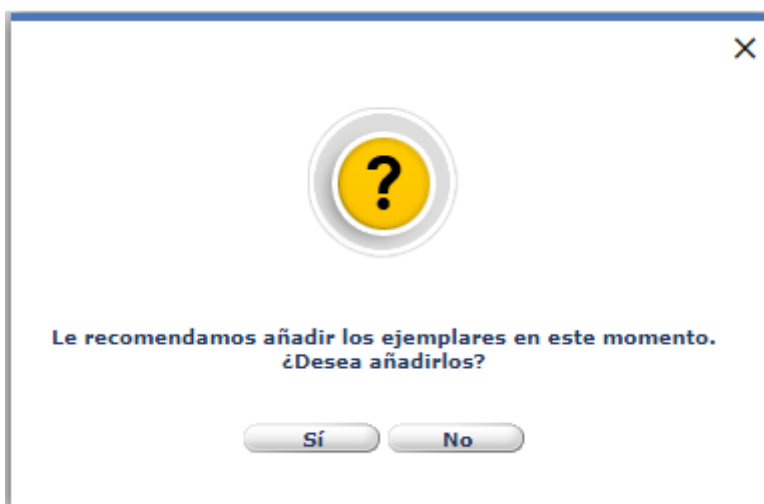 ?
Le recomendamos añadir los ejemplares en este momento.
¿Desea añadirlos?
Sí No